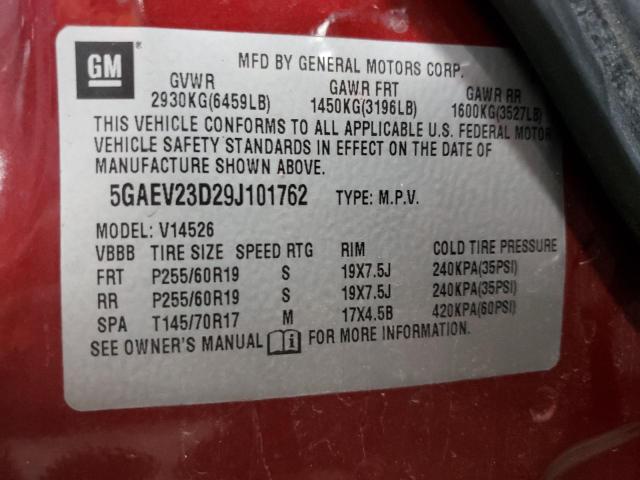 GM
MFD BY GENERAL MOTORS CORP.
GVWR GAWR FRT GAWR RR
2930KG(6459LB) 1450KG(3196LB) 1600KG(3527LB)
THIS VEHICLE CONFORMS TO ALL APPLICABLE U.S. FEDERAL MOTOR
VEHICLE SAFETY STANDARDS IN EFFECT ON THE DATE OF
MANUFACTURE SHOWN ABOVE.
5GAEV23D29J101762 TYPE: M.P.V.
MODEL: V14526
VBBB TIRE SIZE SPEED RTG RIM COLD TIRE PRESSURE
FRT P255/60R19 S 19X7.5J 240KPA(35PSI)
RR P255/60R19 S 19X7.5J 240KPA(35PSI)
SPA T145/70R17 M 17X4.5B 420KPA(60PSI)
SEE OWNER'S MANUAL i FOR MORE INFORMATION.